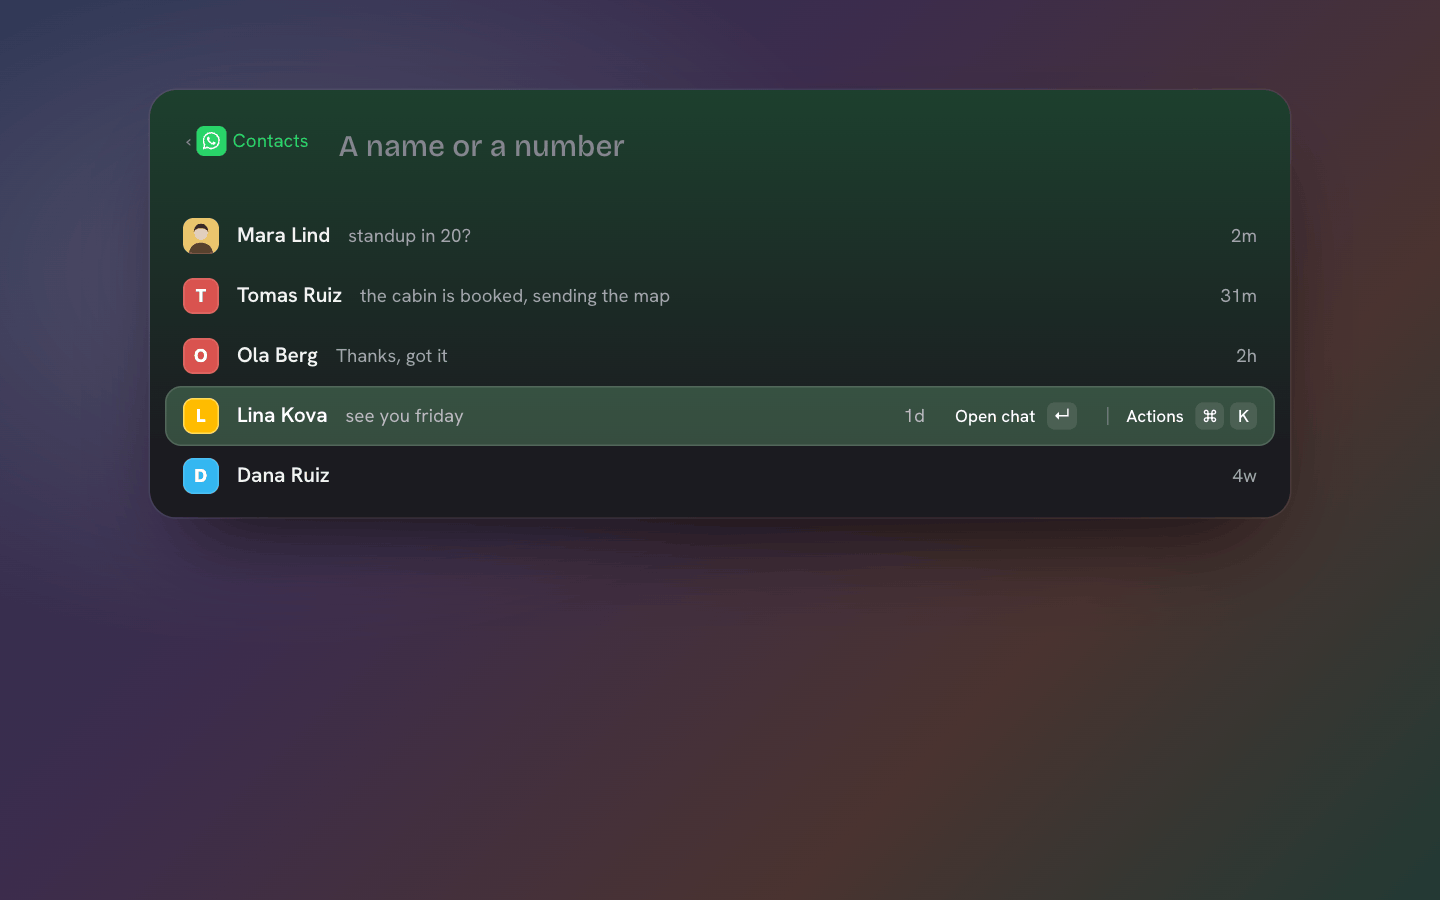 ‹ Contacts A name or a number
Mara Lind standup in 20? 2m
T Tomas Ruiz the cabin is booked, sending the map 31m
O Ola Berg Thanks, got it 2h
L Lina Kova see you friday 1d Open chat ↵ | Actions ⌘ K
D Dana Ruiz 4w